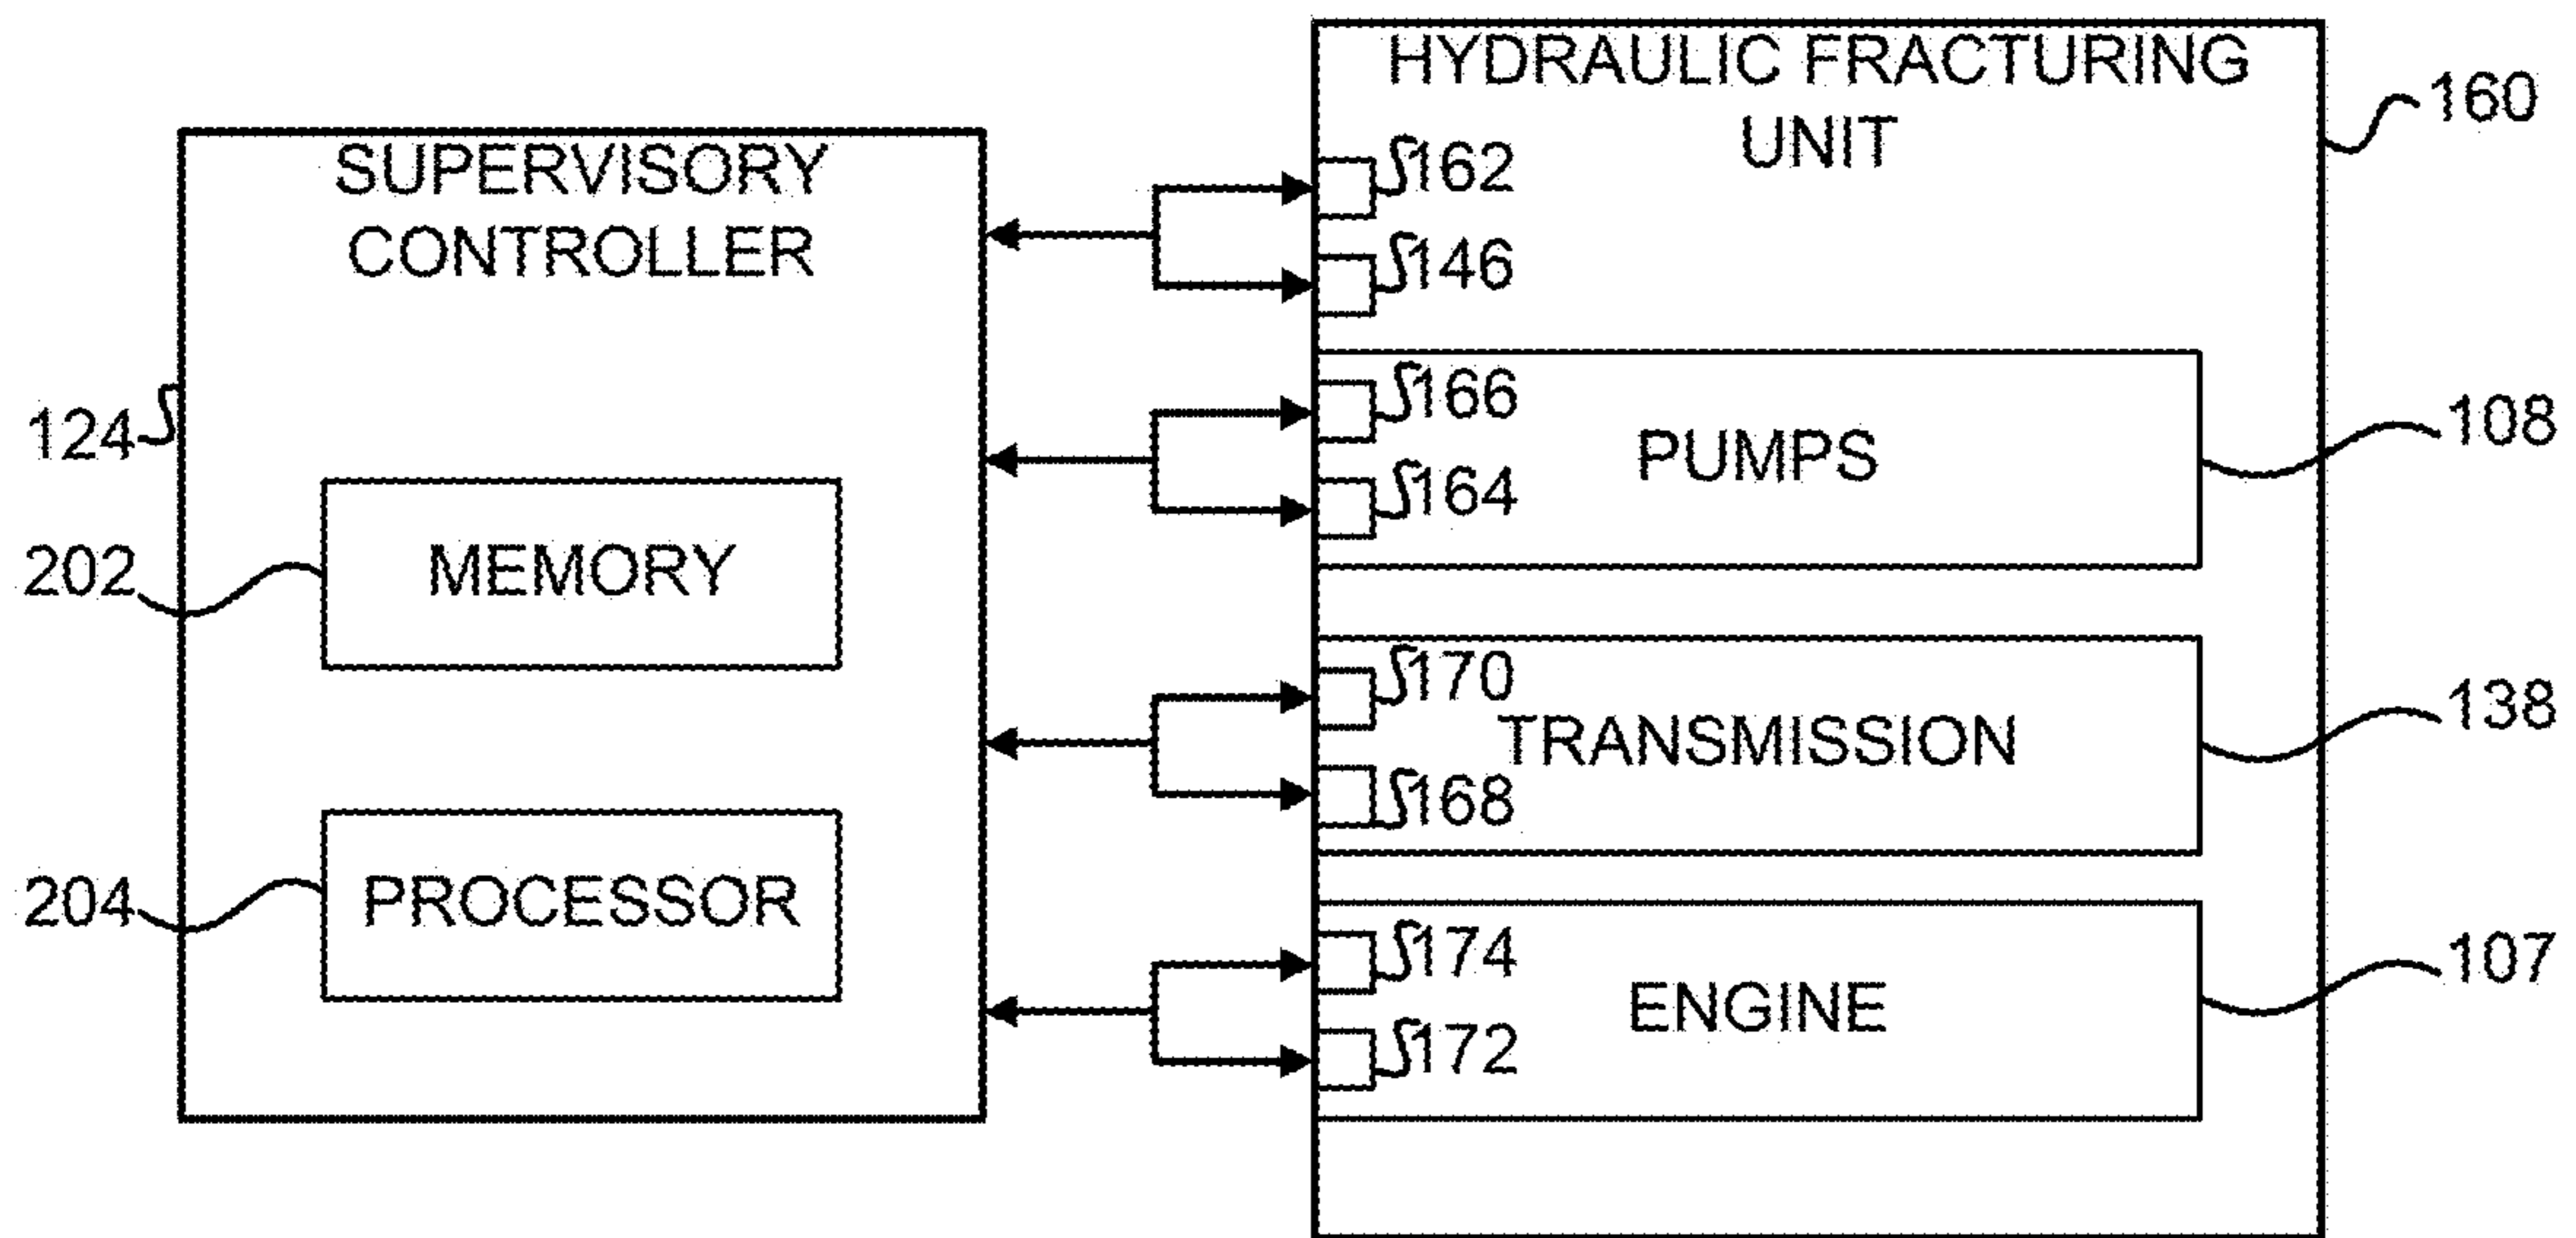 HYDRAULIC FRACTURING
UNIT
160
SUPERVISORY
CONTROLLER
162
146
124
166
164
PUMPS
108
202
MEMORY
170
168
TRANSMISSION
138
204
PROCESSOR
174
172
ENGINE
107